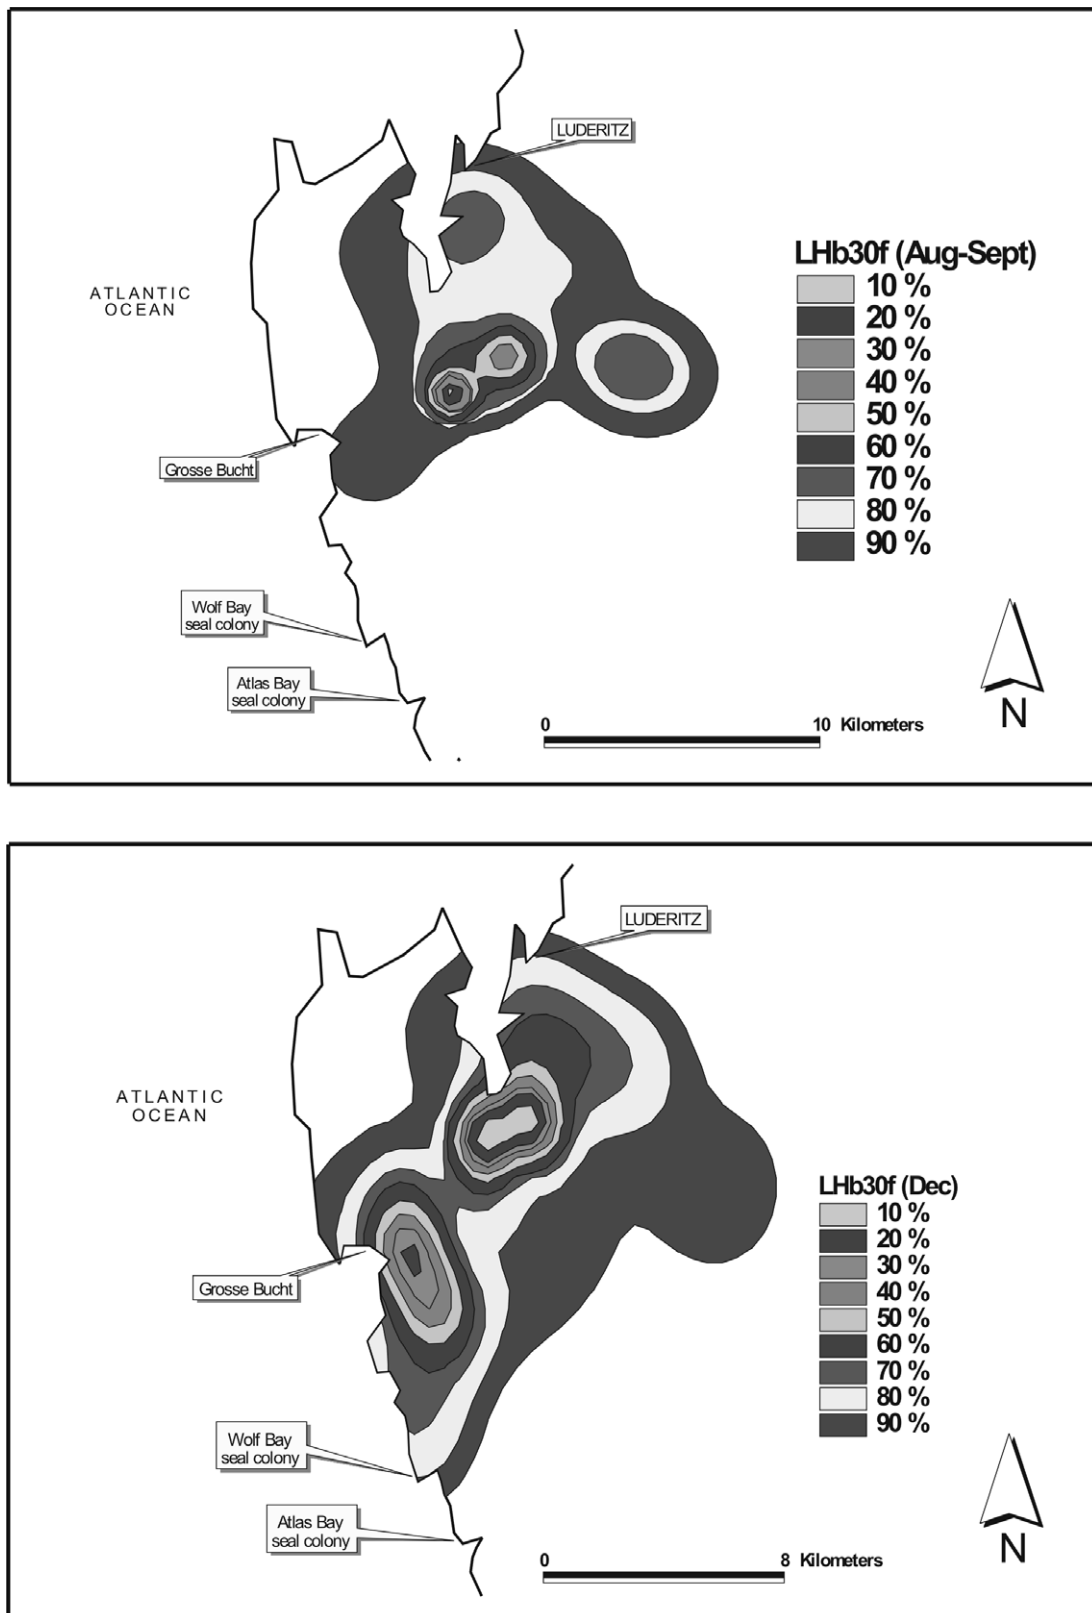 LUDERITZ
ATLANTIC
OCEAN
LHb30f (Aug-Sept)
10 %
20 %
30 %
40 %
50 %
60 %
70 %
80 %
90 %
Grosse Bucht
Wolf Bay
seal colony
Atlas Bay
seal colony
0
10 Kilometers
N
LUDERITZ
ATLANTIC
OCEAN
LHb30f (Dec)
10 %
20 %
30 %
40 %
50 %
60 %
70 %
80 %
90 %
Grosse Bucht
Wolf Bay
seal colony
Atlas Bay
seal colony
0
8 Kilometers
N